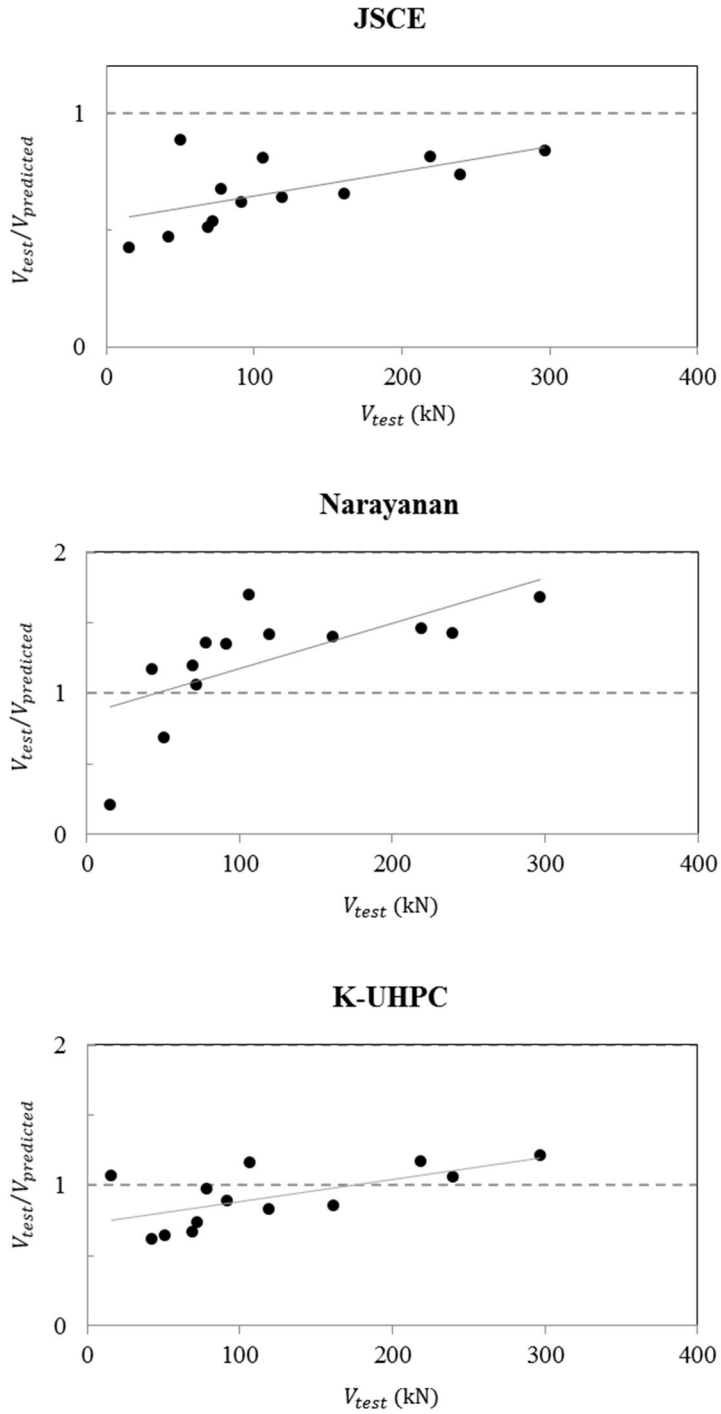 JSCE
V_test/V_predicted
1
0
0 100 200 300 400
V_test (kN)
Narayanan
V_test/V_predicted
2
1
0
0 100 200 300 400
V_test (kN)
K-UHPC
V_test/V_predicted
2
1
0
0 100 200 300 400
V_test (kN)